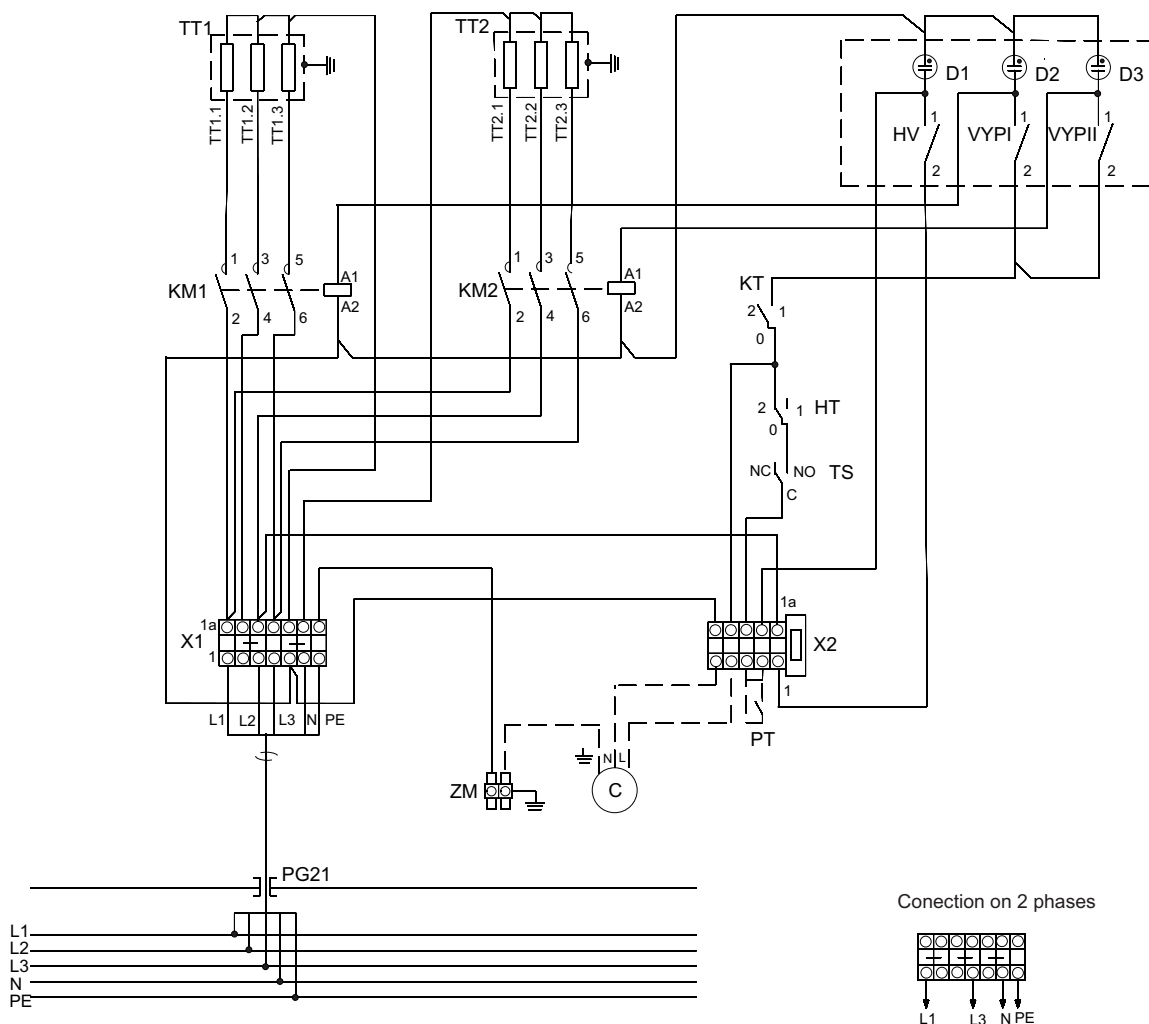 TT1
TT2
D1
D2
D3
TT1.1
TT1.2
TT1.3
TT2.1
TT2.2
TT2.3
HV
1
2
VYPI
1
2
VYPII
1
2
KM1
1
3
5
2
4
6
A1
A2
KM2
1
3
5
2
4
6
A1
A2
KT
2
1
0
2
1
HT
0
NC
NO
TS
C
1a
X1
1
1a
X2
1
L1
L2
L3
N
PE
PT
ZM
N
L
C
PG21
L1
L2
L3
N
PE
Conection on 2 phases
L1
L3
N
PE